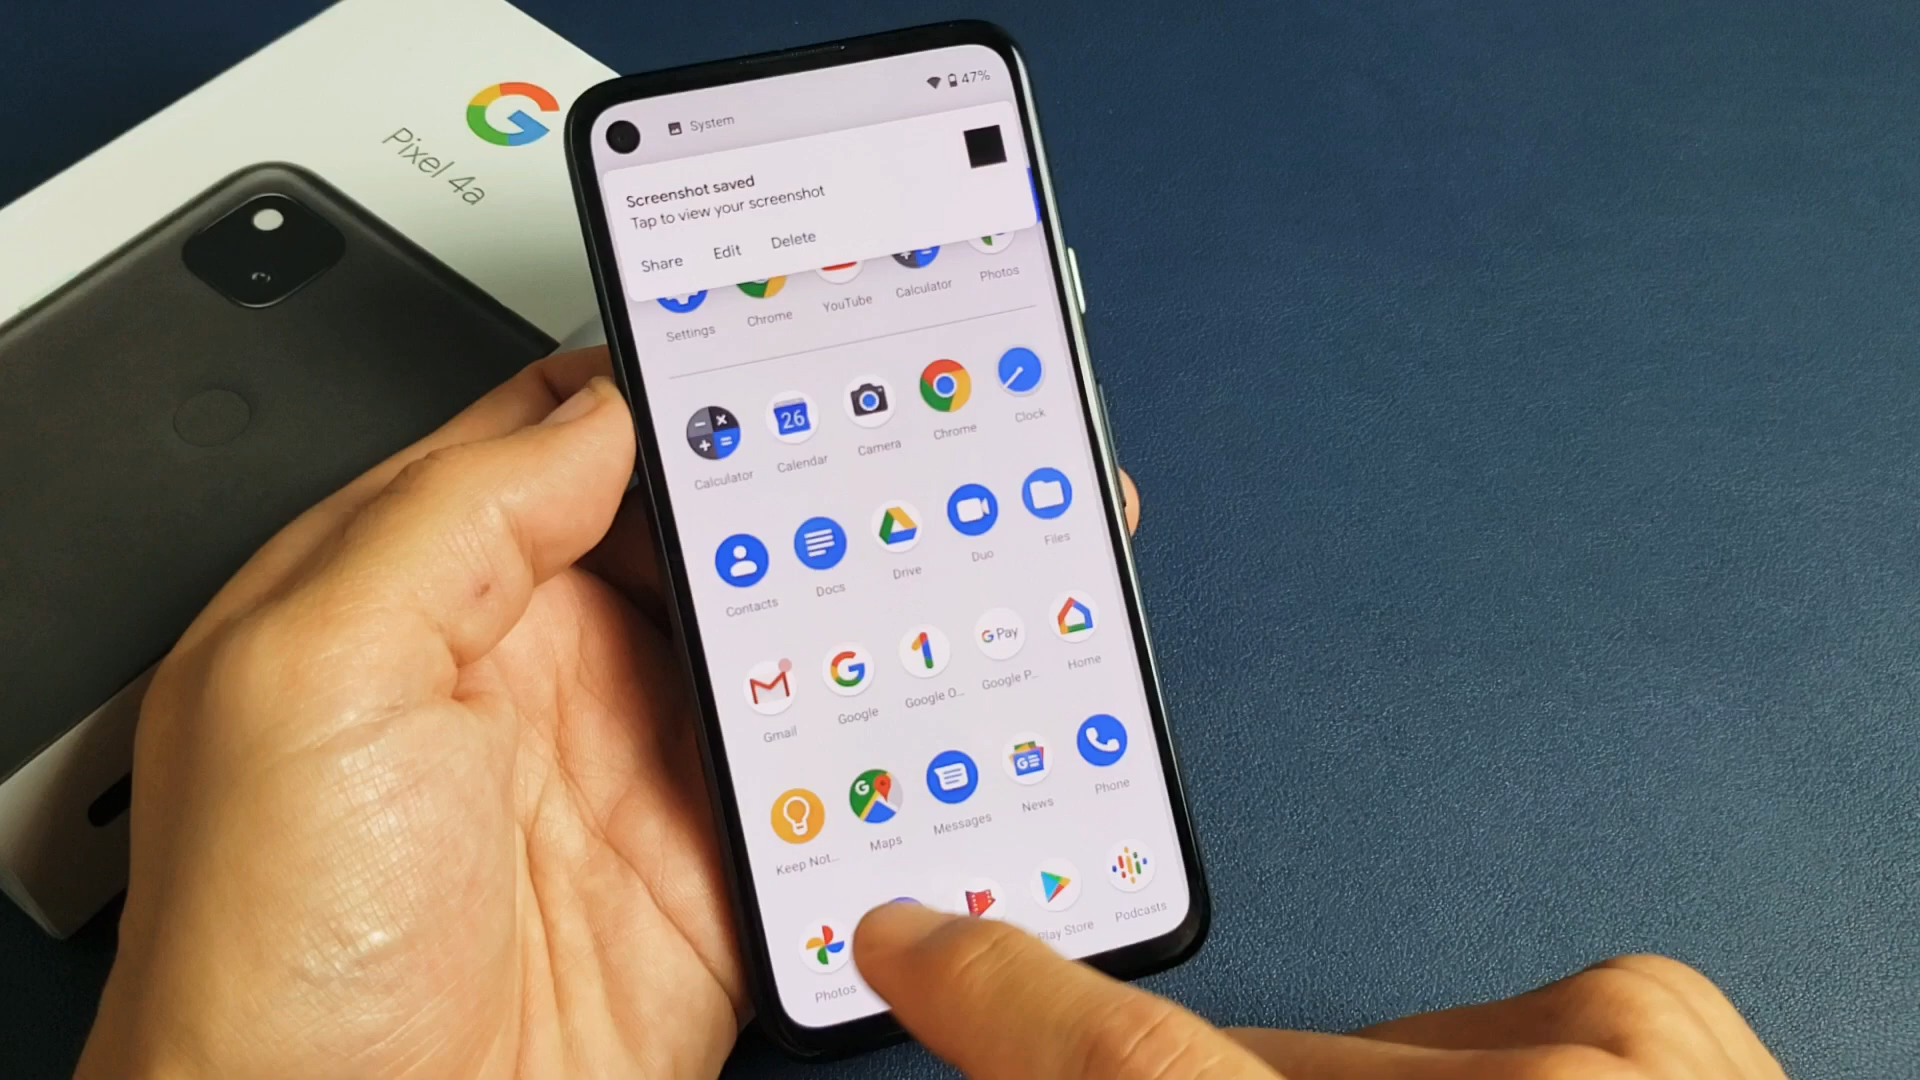 Pixel 4a
System
47%
Screenshot saved
Tap to view your screenshot
Share Edit Delete
Settings Chrome YouTube Calculator Photos
Calculator Calendar Camera Chrome Clock
26
Contacts Docs Drive Duo Files
Gmail Google Google O... Google P... Home
G Pay
Keep Not... Maps Messages News Phone
Photos Play Store Podcasts